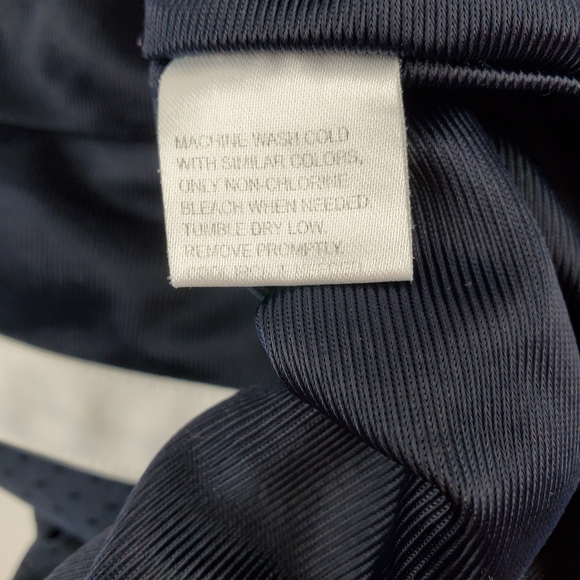 MACHINE WASH COLD
WITH SIMILAR COLORS,
ONLY NON-CHLORINE
BLEACH WHEN NEEDED.
TUMBLE DRY LOW.
REMOVE PROMPTLY.